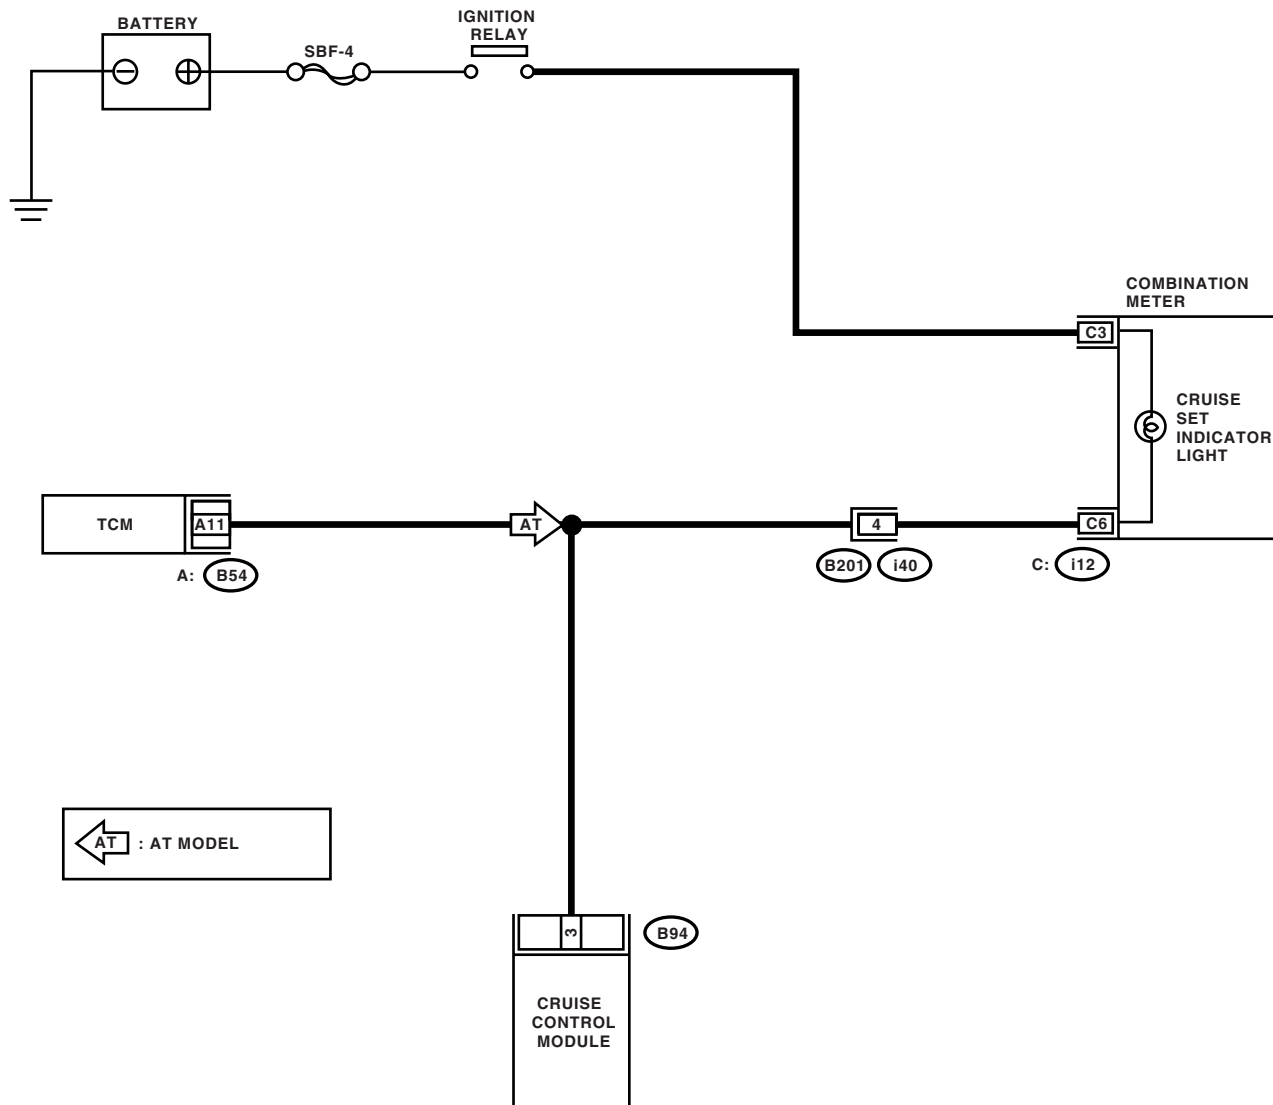 BATTERY
SBF-4
IGNITION
RELAY
COMBINATION
METER
C3
CRUISE
SET
INDICATOR
LIGHT
TCM
A11
AT
4
C6
A: B54
B201 i40
C: i12
AT : AT MODEL
3
B94
CRUISE
CONTROL
MODULE